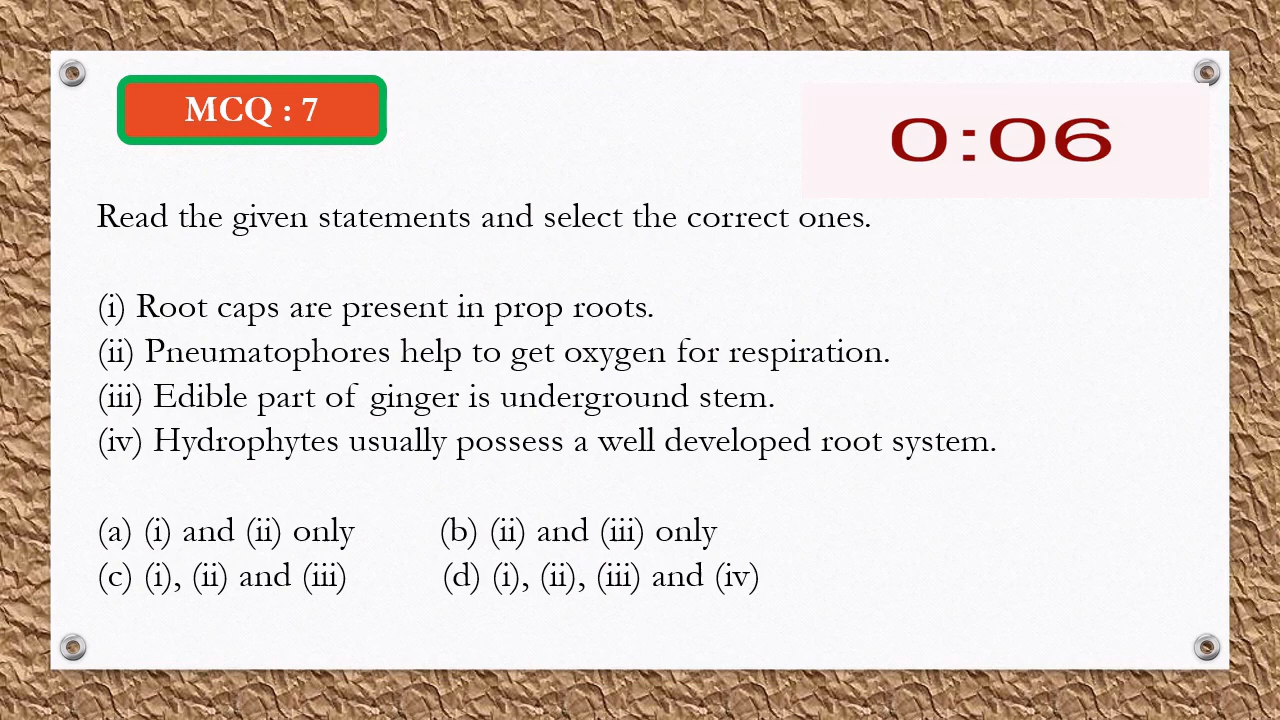 MCQ : 7
0:06
Read the given statements and select the correct ones.
(i) Root caps are present in prop roots.
(ii) Pneumatophores help to get oxygen for respiration.
(iii) Edible part of ginger is underground stem.
(iv) Hydrophytes usually possess a well developed root system.
(a) (i) and (ii) only (b) (ii) and (iii) only
(c) (i), (ii) and (iii) (d) (i), (ii), (iii) and (iv)